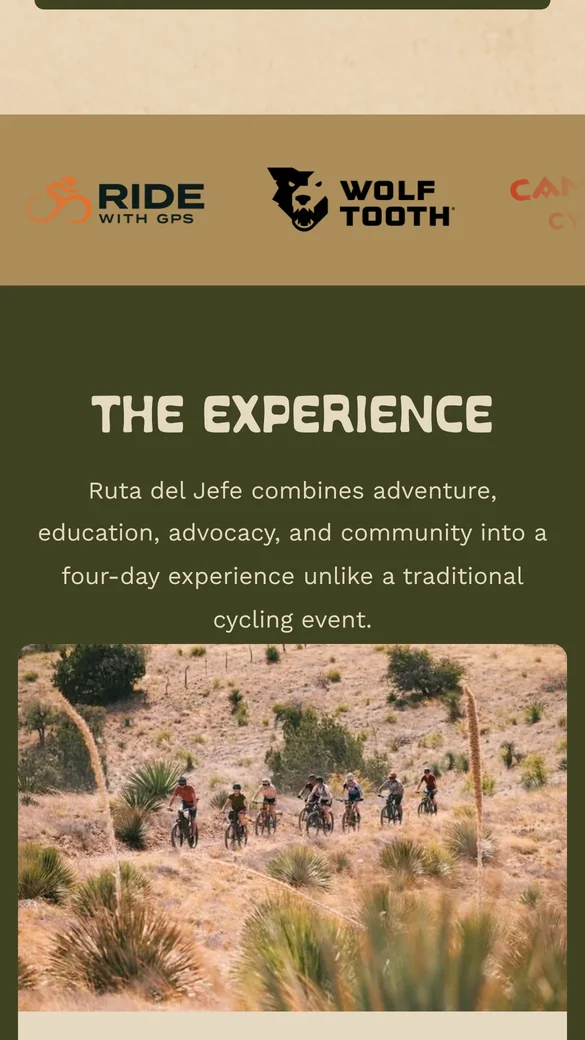 RIDE
WITH GPS
WOLF
TOOTH
THE EXPERIENCE
Ruta del Jefe combines adventure,
education, advocacy, and community into a
four-day experience unlike a traditional
cycling event.